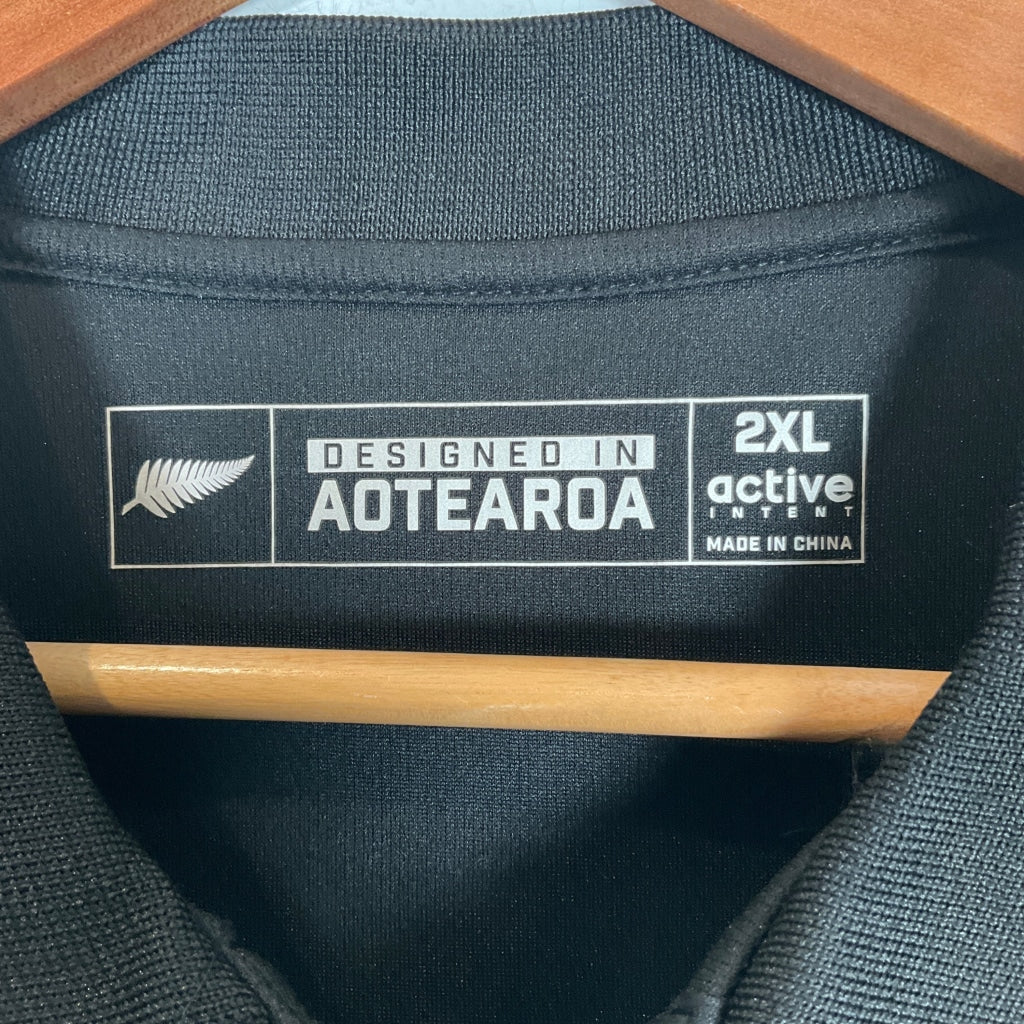 DESIGNED IN
AOTEAROA
2XL
active
INTENT
MADE IN CHINA